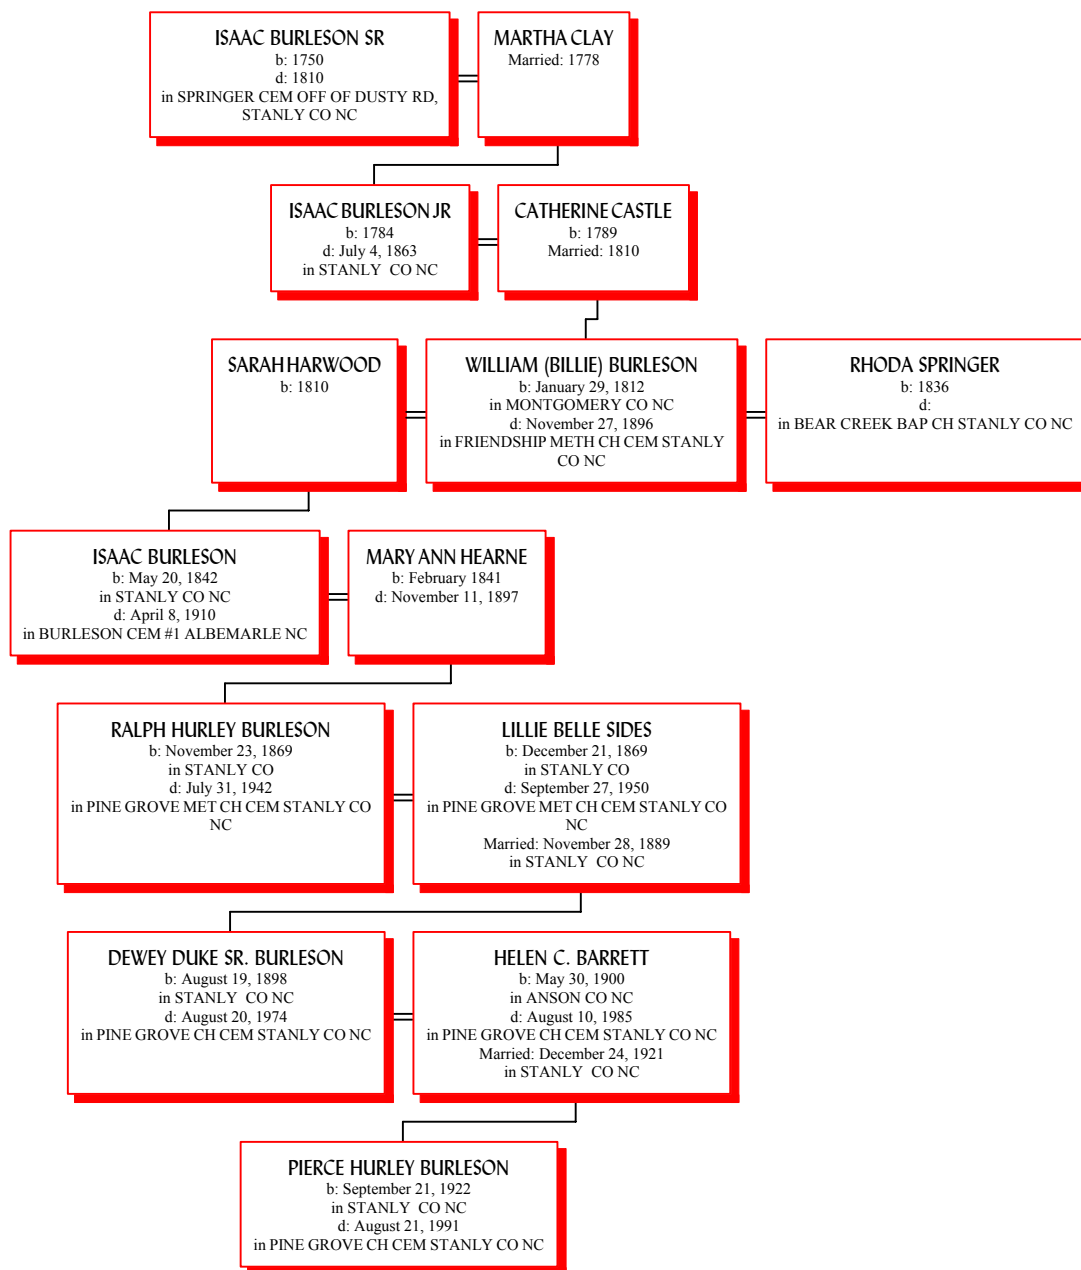 ISAAC BURLESON SR
b: 1750
d: 1810
in SPRINGER CEM OFF OF DUSTY RD,
STANLY CO NC
MARTHA CLAY
Married: 1778
ISAAC BURLESON JR
b: 1784
d: July 4, 1863
in STANLY CO NC
CATHERINE CASTLE
b: 1789
Married: 1810
SARAH HARWOOD
b: 1810
WILLIAM (BILLIE) BURLESON
b: January 29, 1812
in MONTGOMERY CO NC
d: November 27, 1896
in FRIENDSHIP METH CH CEM STANLY
CO NC
RHODA SPRINGER
b: 1836
d:
in BEAR CREEK BAP CH STANLY CO NC
ISAAC BURLESON
b: May 20, 1842
in STANLY CO NC
d: April 8, 1910
in BURLESON CEM #1 ALBEMARLE NC
MARY ANN HEARNE
b: February 1841
d: November 11, 1897
RALPH HURLEY BURLESON
b: November 23, 1869
in STANLY CO
d: July 31, 1942
in PINE GROVE MET CH CEM STANLY CO
NC
LILLIE BELLE SIDES
b: December 21, 1869
in STANLY CO
d: September 27, 1950
in PINE GROVE MET CH CEM STANLY CO
NC
Married: November 28, 1889
in STANLY CO NC
DEWEY DUKE SR. BURLESON
b: August 19, 1898
in STANLY CO NC
d: August 20, 1974
in PINE GROVE CH CEM STANLY CO NC
HELEN C. BARRETT
b: May 30, 1900
in ANSON CO NC
d: August 10, 1985
in PINE GROVE CH CEM STANLY CO NC
Married: December 24, 1921
in STANLY CO NC
PIERCE HURLEY BURLESON
b: September 21, 1922
in STANLY CO NC
d: August 21, 1991
in PINE GROVE CH CEM STANLY CO NC